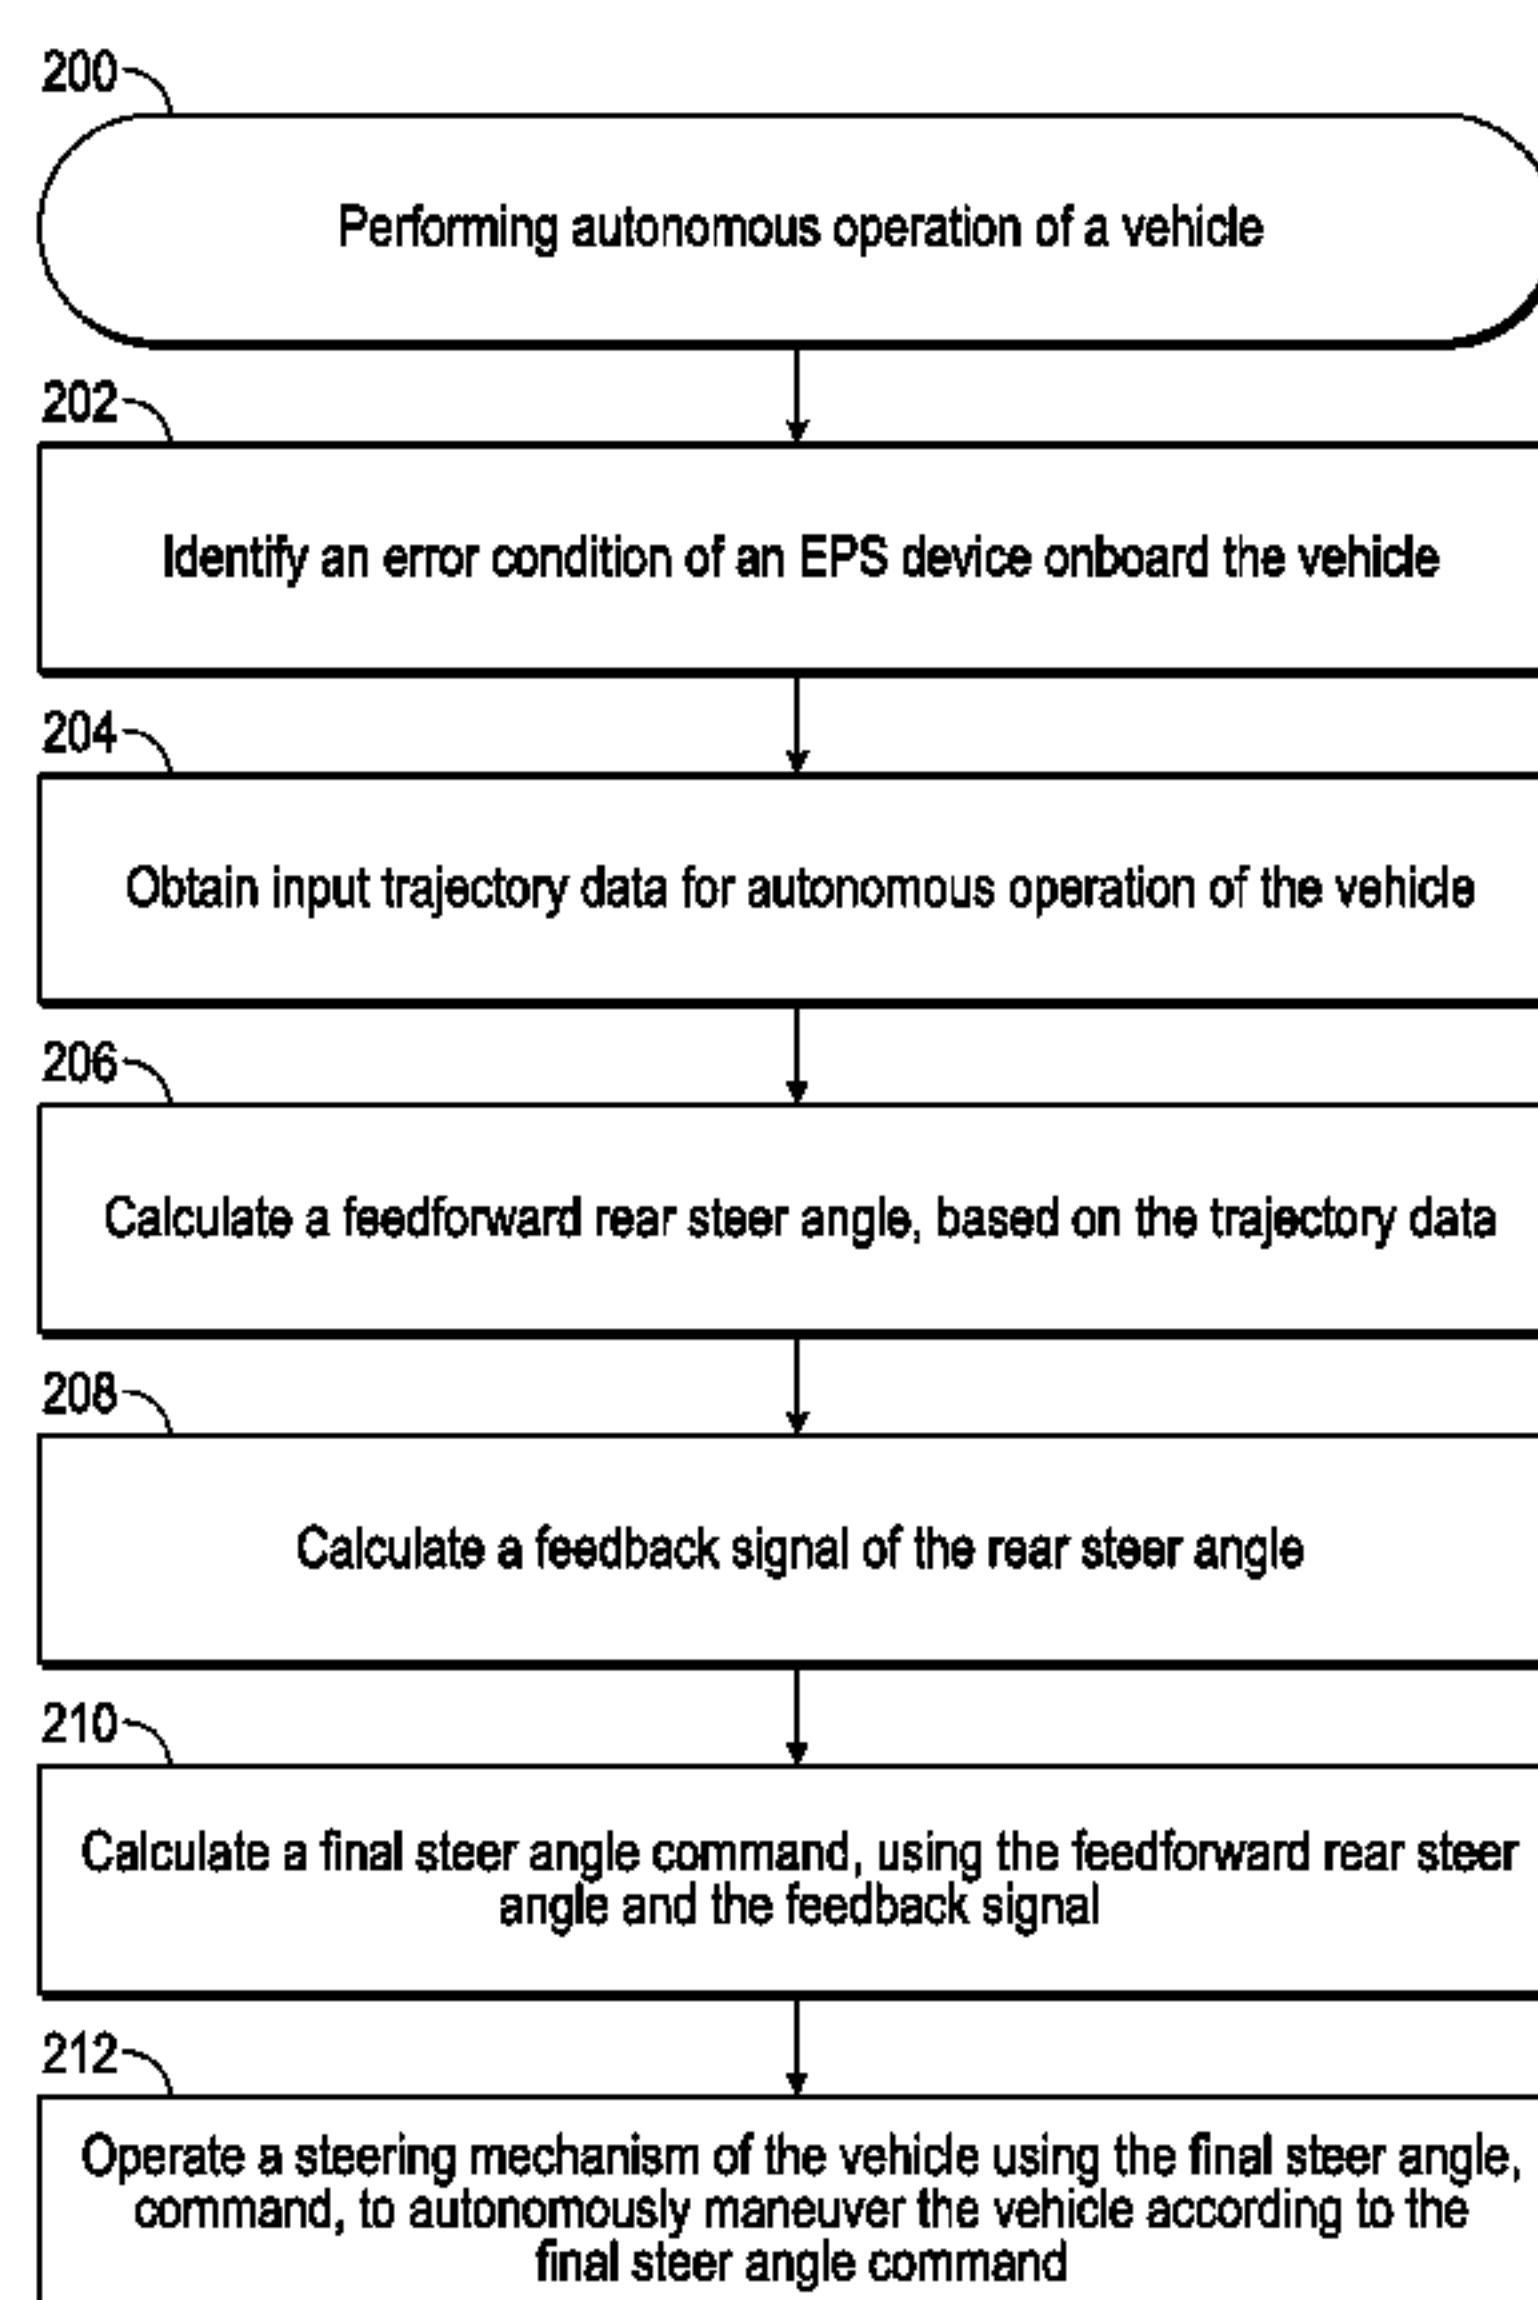 200
Performing autonomous operation of a vehicle
202
Identify an error condition of an EPS device onboard the vehicle
204
Obtain input trajectory data for autonomous operation of the vehicle
206
Calculate a feedforward rear steer angle, based on the trajectory data
208
Calculate a feedback signal of the rear steer angle
210
Calculate a final steer angle command, using the feedforward rear steer
angle and the feedback signal
212
Operate a steering mechanism of the vehicle using the final steer angle,
command, to autonomously maneuver the vehicle according to the
final steer angle command